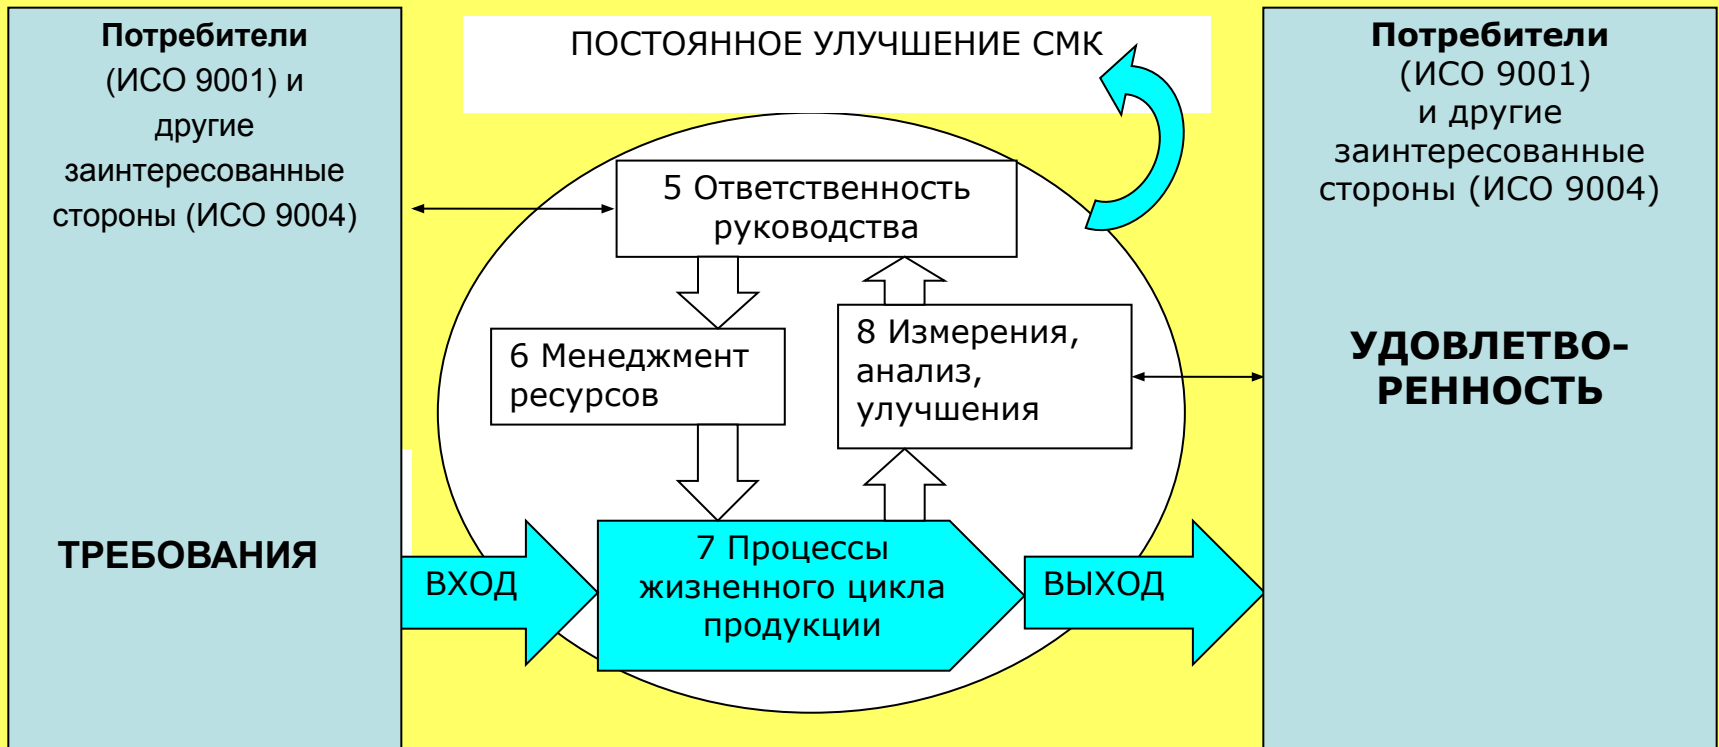 Потребители
(ИСО 9001) и
другие
заинтересованные
стороны (ИСО 9004)
ТРЕБОВАНИЯ
ПОСТОЯННОЕ УЛУЧШЕНИЕ СМК
5 Ответственность
руководства
6 Менеджмент
ресурсов
8 Измерения,
анализ,
улучшения
ВХОД
7 Процессы
жизненного цикла
продукции
ВЫХОД
Потребители
(ИСО 9001)
и другие
заинтересованные
стороны (ИСО 9004)
УДОВЛЕТВО-
РЕННОСТЬ